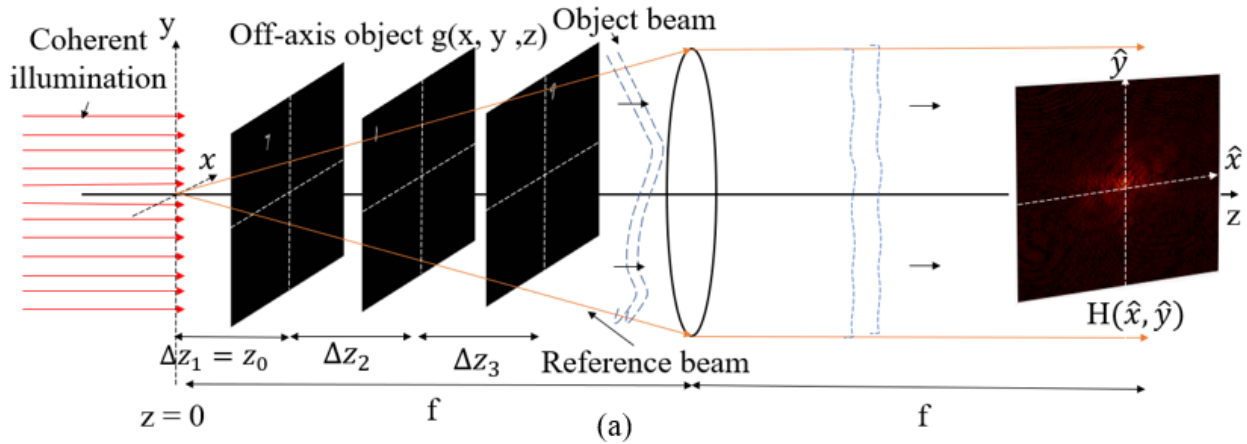 Coherent
illumination
y
Off-axis object g(x, y ,z)
Object beam
x
ŷ
x̂
z
H(x̂, ŷ)
Δz₁ = z₀
Δz₂
Δz₃
Reference beam
z = 0
f
f
(a)